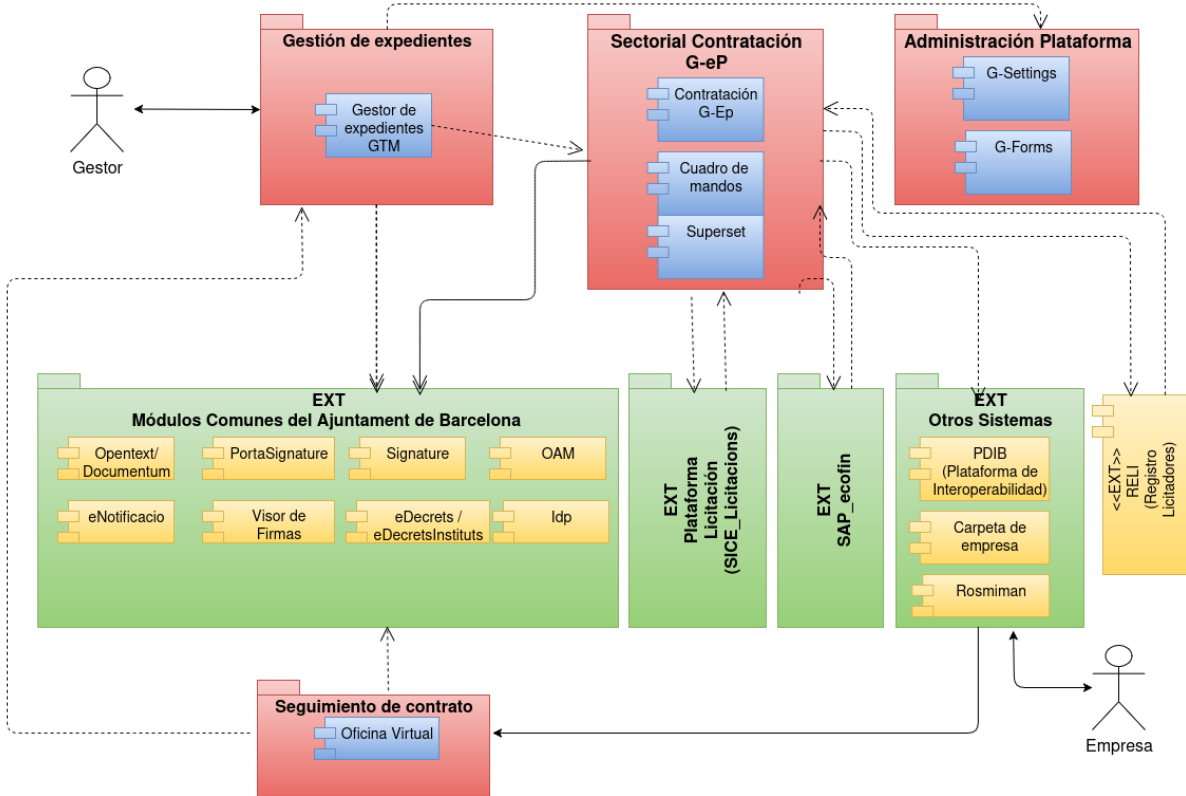 Gestión de expedientes
Gestor de
expedientes
GTM
Gestor
Sectorial Contratación
G-eP
Contratación
G-Ep
Cuadro de
mandos
Superset
Administración Plataforma
G-Settings
G-Forms
EXT
Módulos Comunes del Ajuntament de Barcelona
Opentext/
Documentum
PortaSignature
Signature
OAM
eNotificacio
Visor de
Firmas
eDecrets /
eDecretsInstituts
Idp
EXT
Plataforma
Licitación
(SICE_Licitacions)
EXT
SAP_ecofin
EXT
Otros Sistemas
PDIB
(Plataforma de
Interoperabilidad)
Carpeta de
empresa
Rosmiman
<<EXT>>
RELI
(Registro
Licitadores)
Seguimiento de contrato
Oficina Virtual
Empresa